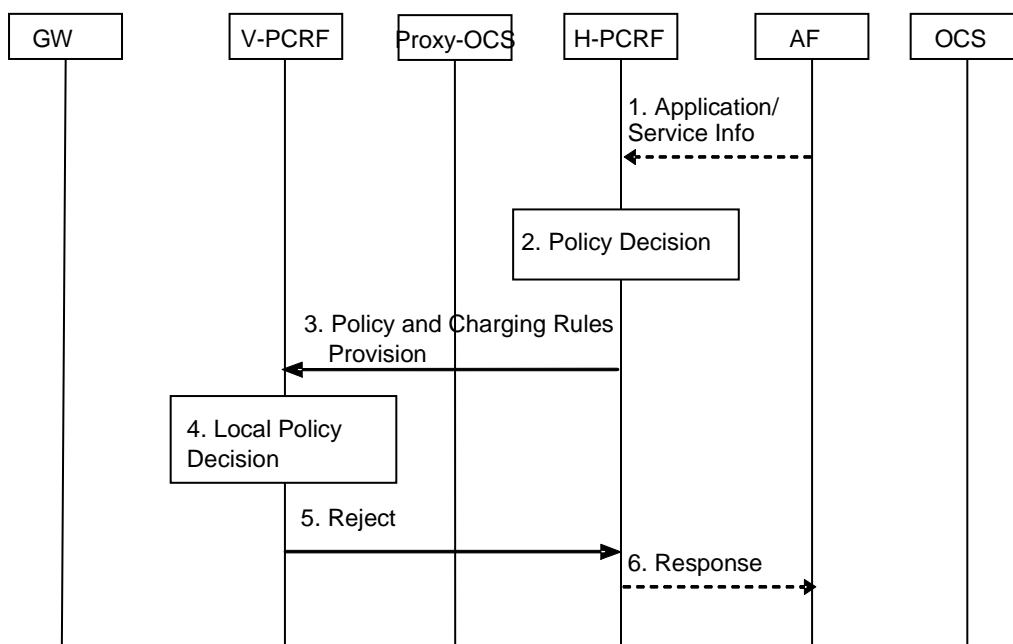 GW
V-PCRF
Proxy-OCS
H-PCRF
AF
OCS
1. Application/
Service Info
2. Policy Decision
3. Policy and Charging Rules
Provision
4. Local Policy
Decision
5. Reject
6. Response